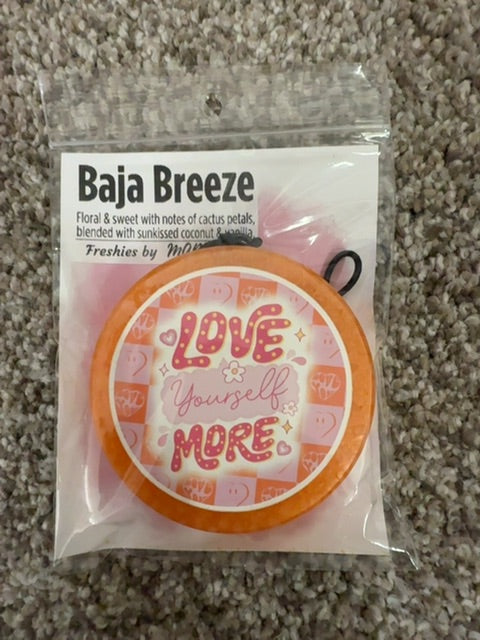 Baja Breeze
Floral & sweet with notes of cactus petals,
blended with sunkissed coconut & vanilla
Freshies by
LOVE
Yourself
MORE